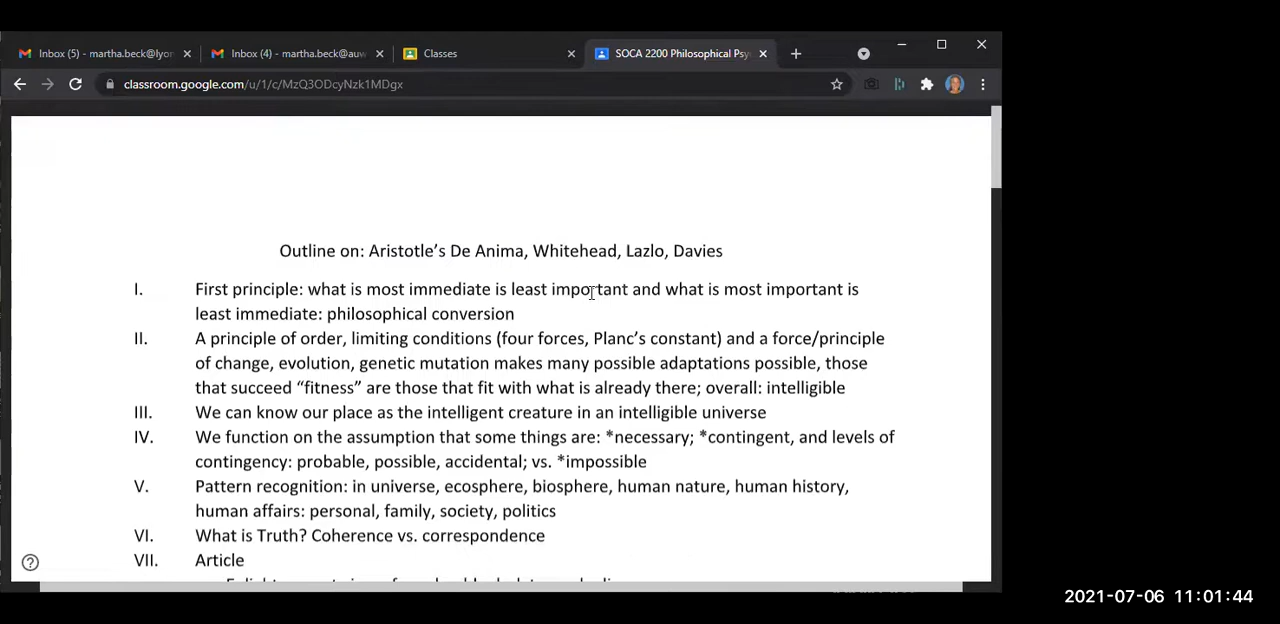 Inbox (5) - martha.beck@lyon
Inbox (4) - martha.beck@auw
Classes
SOCA 2200 Philosophical Psy
classroom.google.com/u/1/c/MzQ3ODcyNzk1MDgx
Outline on: Aristotle's De Anima, Whitehead, Lazlo, Davies
I. First principle: what is most immediate is least important and what is most important is
least immediate: philosophical conversion
II. A principle of order, limiting conditions (four forces, Planc's constant) and a force/principle
of change, evolution, genetic mutation makes many possible adaptations possible, those
that succeed “fitness” are those that fit with what is already there; overall: intelligible
III. We can know our place as the intelligent creature in an intelligible universe
IV. We function on the assumption that some things are: *necessary; *contingent, and levels of
contingency: probable, possible, accidental; vs. *impossible
V. Pattern recognition: in universe, ecosphere, biosphere, human nature, human history,
human affairs: personal, family, society, politics
VI. What is Truth? Coherence vs. correspondence
VII. Article
2021-07-06 11:01:44